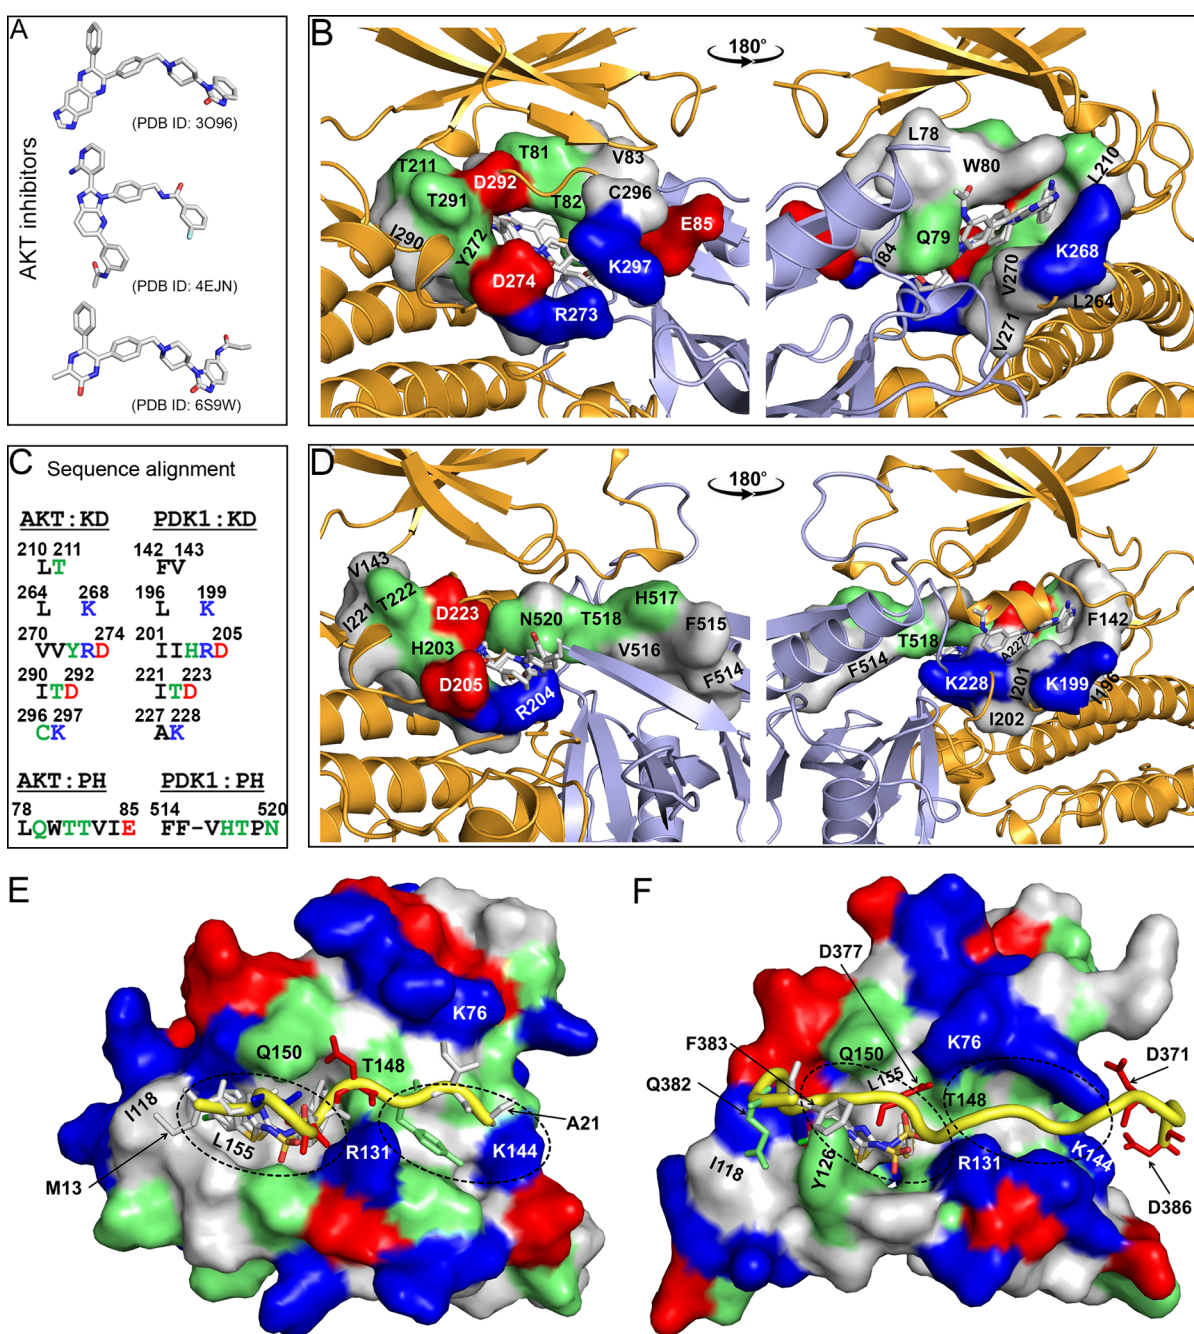 A
AKT inhibitors
(PDB ID: 3O96)
(PDB ID: 4EJN)
(PDB ID: 6S9W)
B
180°
T211
T81
V83
D292
T291
T82
C296
E85
I290
Y272
D274
K297
R273
L78
W80
L210
Q79
I84
K268
V270
L264
V271
C
Sequence alignment
AKT:KD PDK1:KD
210 211 142 143
LT FV
264 268 196 199
L K L K
270 274 201 205
VVYRD IIHRD
290 292 221 223
ITD ITD
296 297 227 228
CK AK
AKT:PH PDK1:PH
78 85 514 520
LQWTTVIE FF-VHTPN
D
180°
V143
I221
T222
D223
N520
T518
H517
H203
V516
F515
F514
D205
R204
T518
F142
F514
A227
K228
I201
K199
I196
I202
E
K76
Q150
T148
I118
L155
A21
R131
K144
M13
F
D377
K76
F383
Q150
D371
Q382
L155
T148
I118
Y126
R131
K144
D386